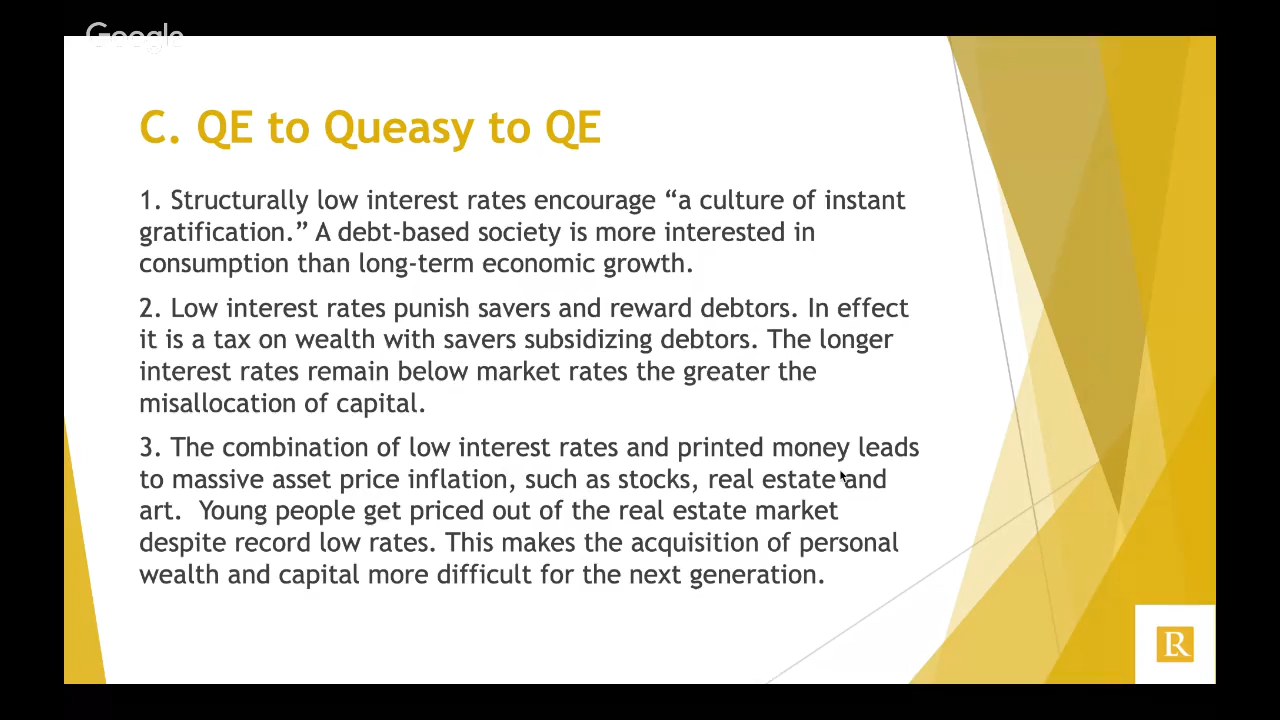 Google
C. QE to Queasy to QE
1. Structurally low interest rates encourage “a culture of instant
gratification.” A debt-based society is more interested in
consumption than long-term economic growth.
2. Low interest rates punish savers and reward debtors. In effect
it is a tax on wealth with savers subsidizing debtors. The longer
interest rates remain below market rates the greater the
misallocation of capital.
3. The combination of low interest rates and printed money leads
to massive asset price inflation, such as stocks, real estate and
art.  Young people get priced out of the real estate market
despite record low rates. This makes the acquisition of personal
wealth and capital more difficult for the next generation.